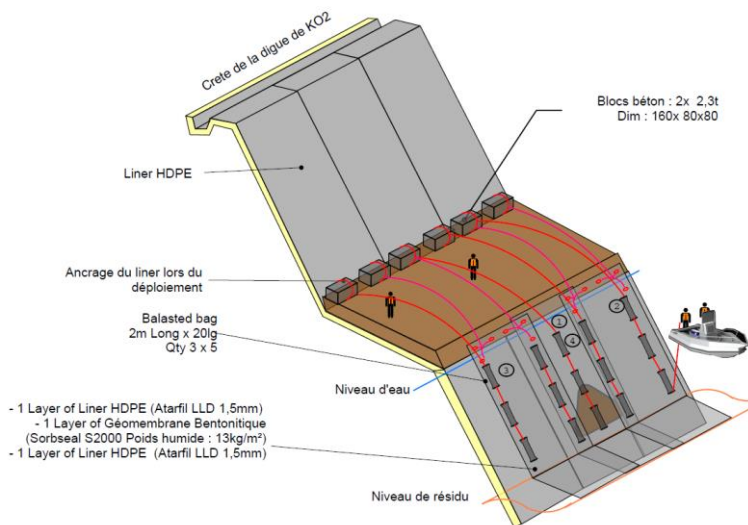 Crete de la digue de KO2
Blocs béton : 2x 2,3t
Dim : 160x 80x80
Liner HDPE
Ancrage du liner lors du
déploiement
Balasted bag
2m Long x 20lg
Qty 3 x 5
1
2
3
4
Niveau d'eau
- 1 Layer of Liner HDPE (Atarfil LLD 1,5mm)
- 1 Layer of Géomembrane Bentonitique
(Sorbseal S2000 Poids humide : 13kg/m²)
- 1 Layer of Liner HDPE (Atarfil LLD 1,5mm)
Niveau de résidu